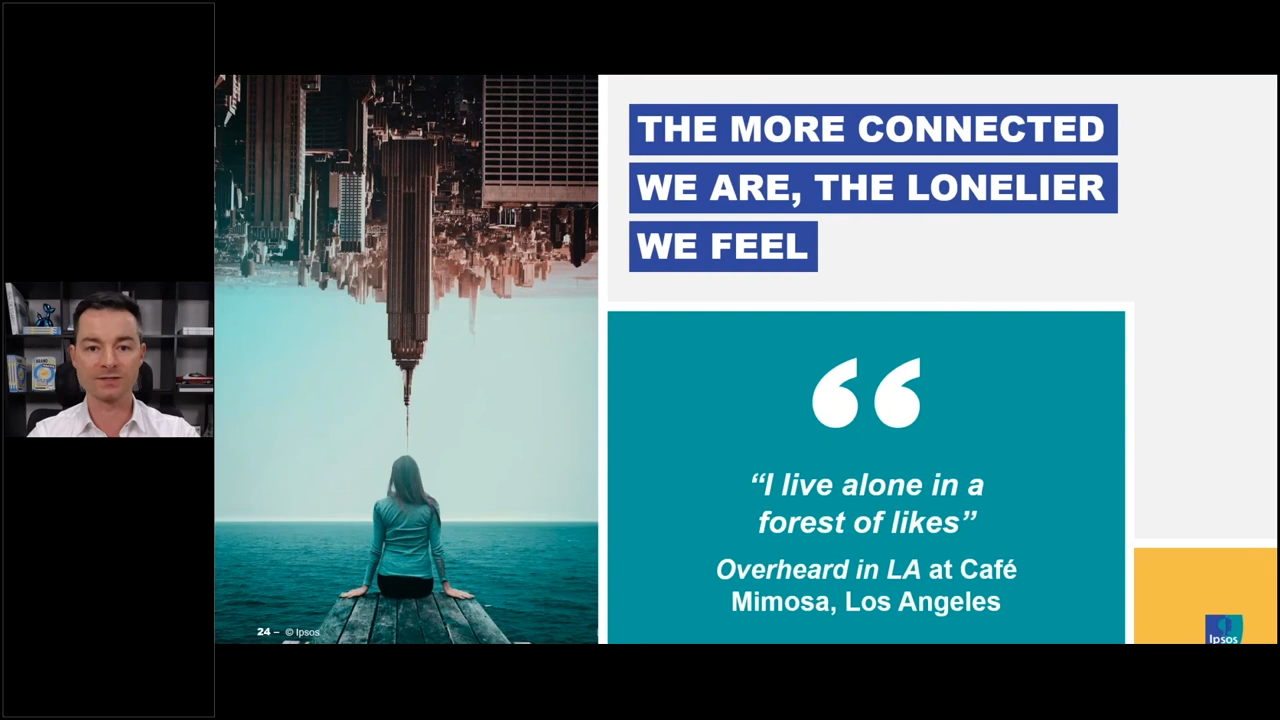 THE MORE CONNECTED
WE ARE, THE LONELIER
WE FEEL
“
“I live alone in a
forest of likes”
Overheard in LA at Café
Mimosa, Los Angeles
24 – © Ipsos
Ipsos